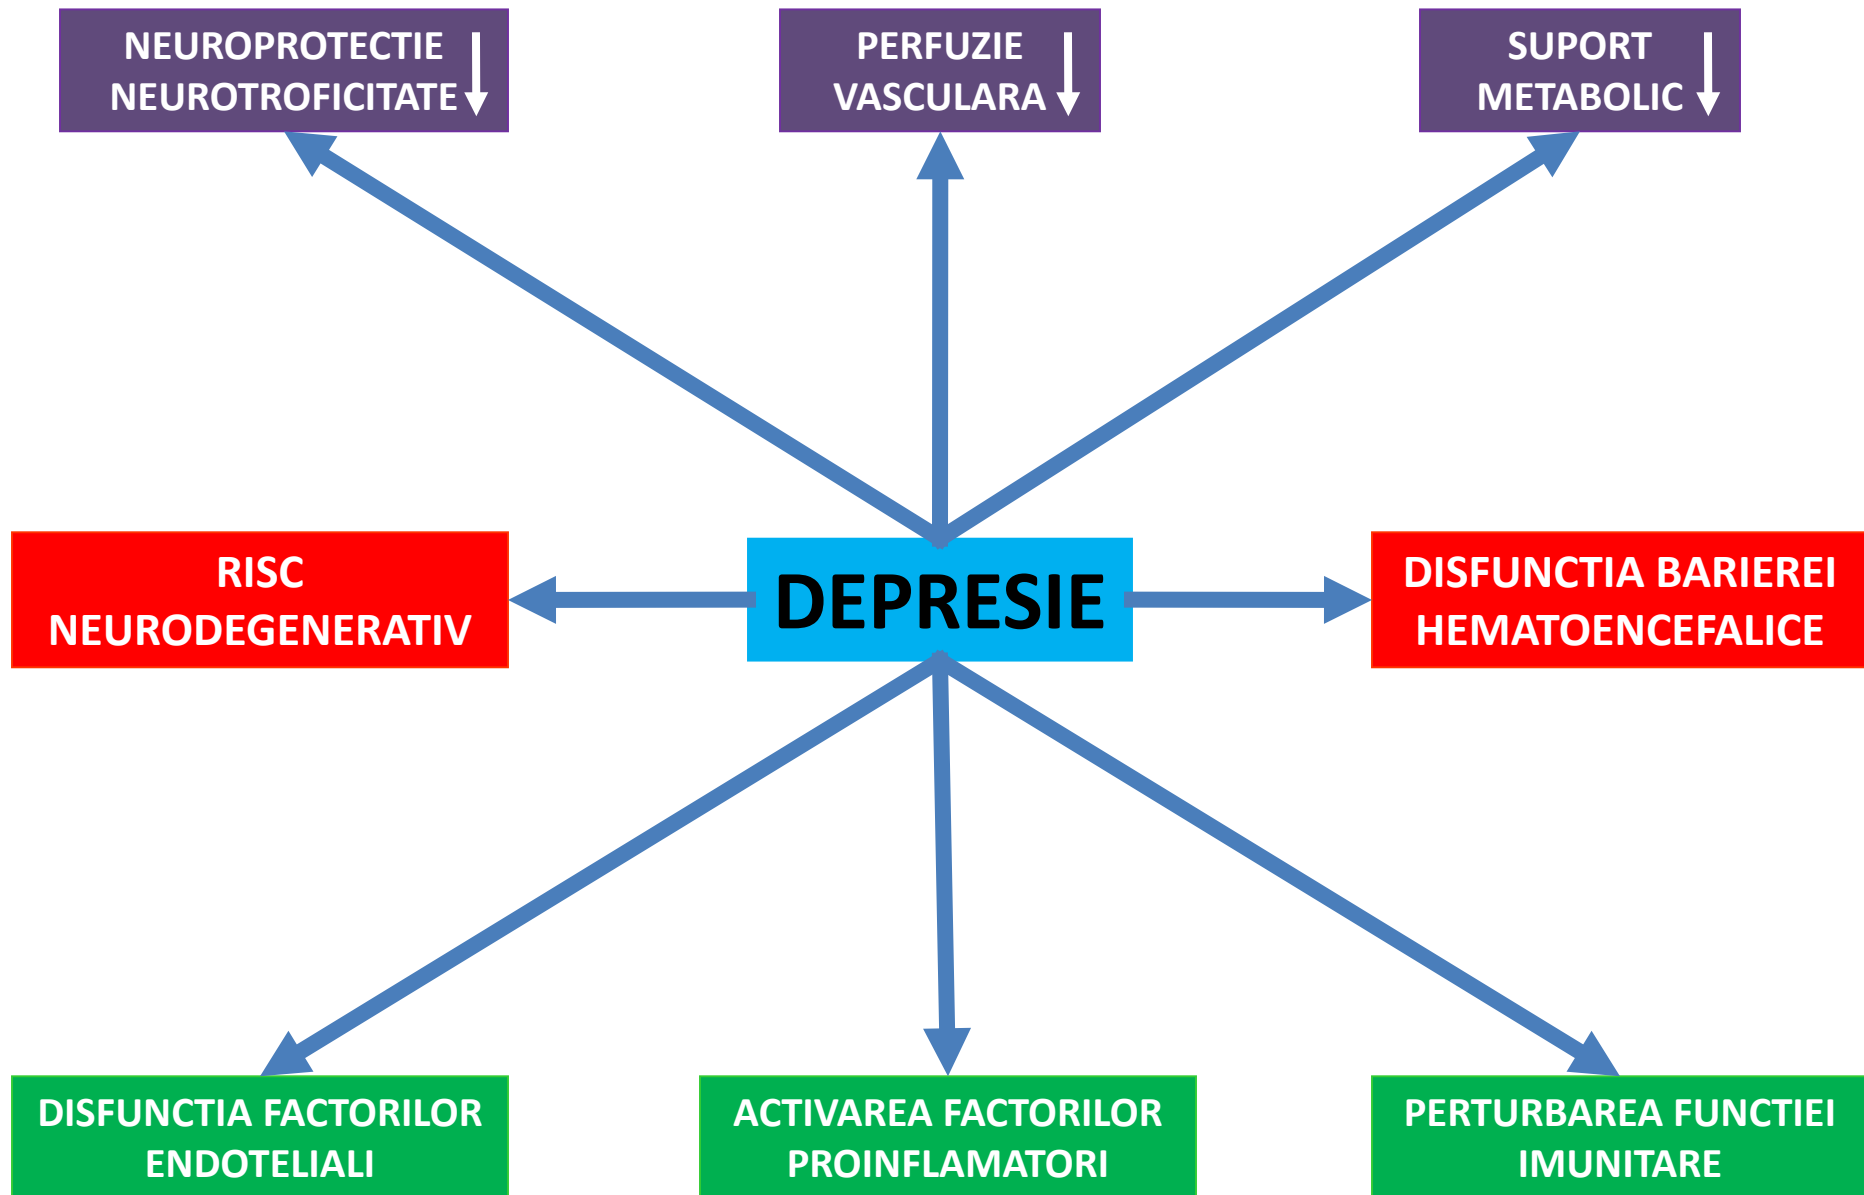 NEUROPROTECTIE
NEUROTROFICITATE
PERFUZIE
VASCULARA
SUPORT
METABOLIC
RISC
NEURODEGENERATIV
DEPRESIE
DISFUNCTIA BARIEREI
HEMATOENCEFALICE
DISFUNCTIA FACTORILOR
ENDOTELIALI
ACTIVAREA FACTORILOR
PROINFLAMATORI
PERTURBAREA FUNCTIEI
IMUNITARE